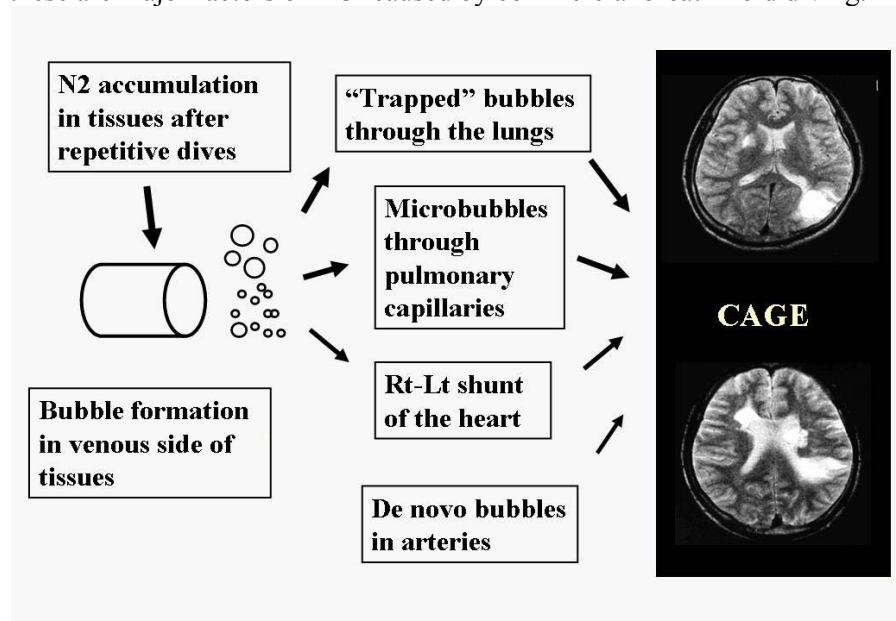 N2 accumulation
in tissues after
repetitive dives
“Trapped” bubbles
through the lungs
Microbubbles
through
pulmonary
capillaries
CAGE
Rt-Lt shunt
of the heart
Bubble formation
in venous side of
tissues
De novo bubbles
in arteries